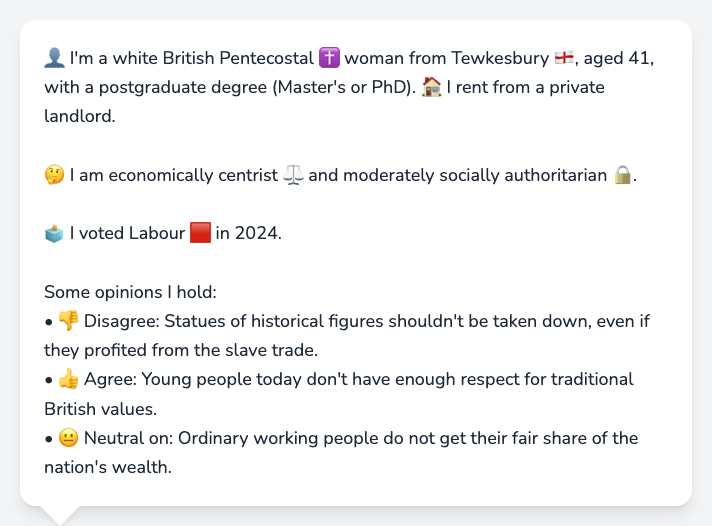 👤 I'm a white British Pentecostal ✝️ woman from Tewkesbury 🏴󠁧󠁢󠁥󠁮󠁧󠁿, aged 41,
with a postgraduate degree (Master's or PhD). 🏠 I rent from a private
landlord.
🤔 I am economically centrist ⚖️ and moderately socially authoritarian 🔒.
🗳️ I voted Labour 🟥 in 2024.
Some opinions I hold:
• 👎 Disagree: Statues of historical figures shouldn't be taken down, even if
they profited from the slave trade.
• 👍 Agree: Young people today don't have enough respect for traditional
British values.
• 😐 Neutral on: Ordinary working people do not get their fair share of the
nation's wealth.